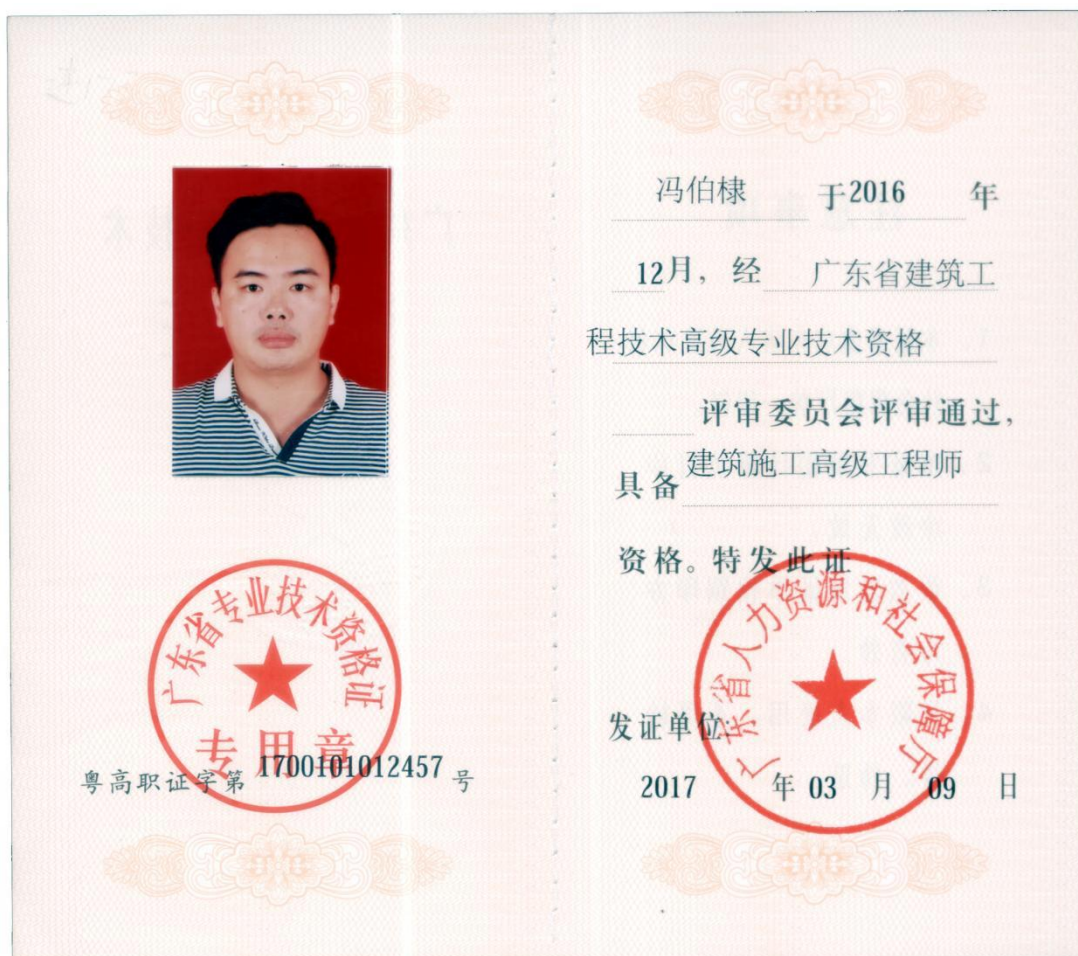 广东省专业技术资格证
专用章
粤高职证字第 1700101012457 号
冯伯棣 于2016 年
12月，经 广东省建筑工
程技术高级专业技术资格
评审委员会评审通过，
具备 建筑施工高级工程师
资格。特发此证
广东省人力资源和社会保障厅
发证单位:
2017 年 03 月 09 日